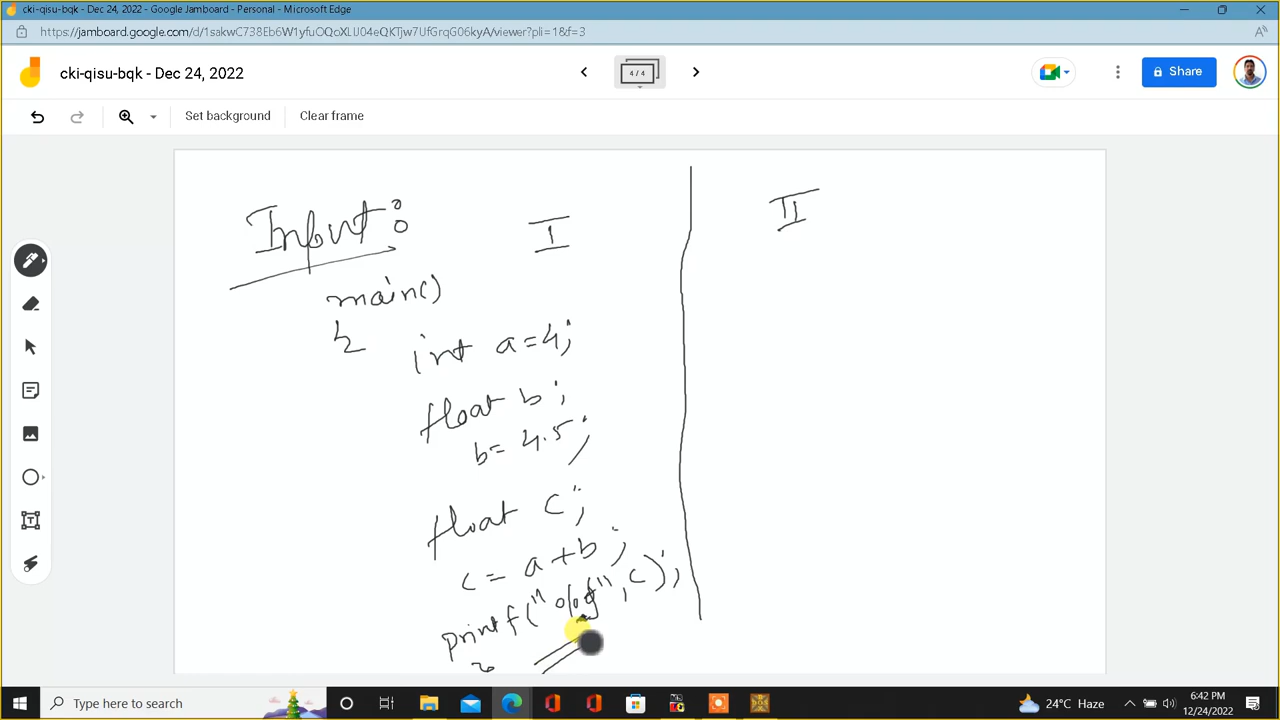 cki-qisu-bqk - Dec 24, 2022 - Google Jamboard - Personal - Microsoft Edge
https://jamboard.google.com/d/1sakwC738Eb6W1yfuOQoXLIJ04eQKTjw7UfGrqG06kyA/viewer?pli=1&f=3
cki-qisu-bqk - Dec 24, 2022
4 / 4
Share
Set background
Clear frame
Input:
I
II
main()
{
int a=4;
float b;
b= 4.5;
float c;
c= a+b;
printf("%f",c);
Type here to search
24°C Haze
6:42 PM
12/24/2022